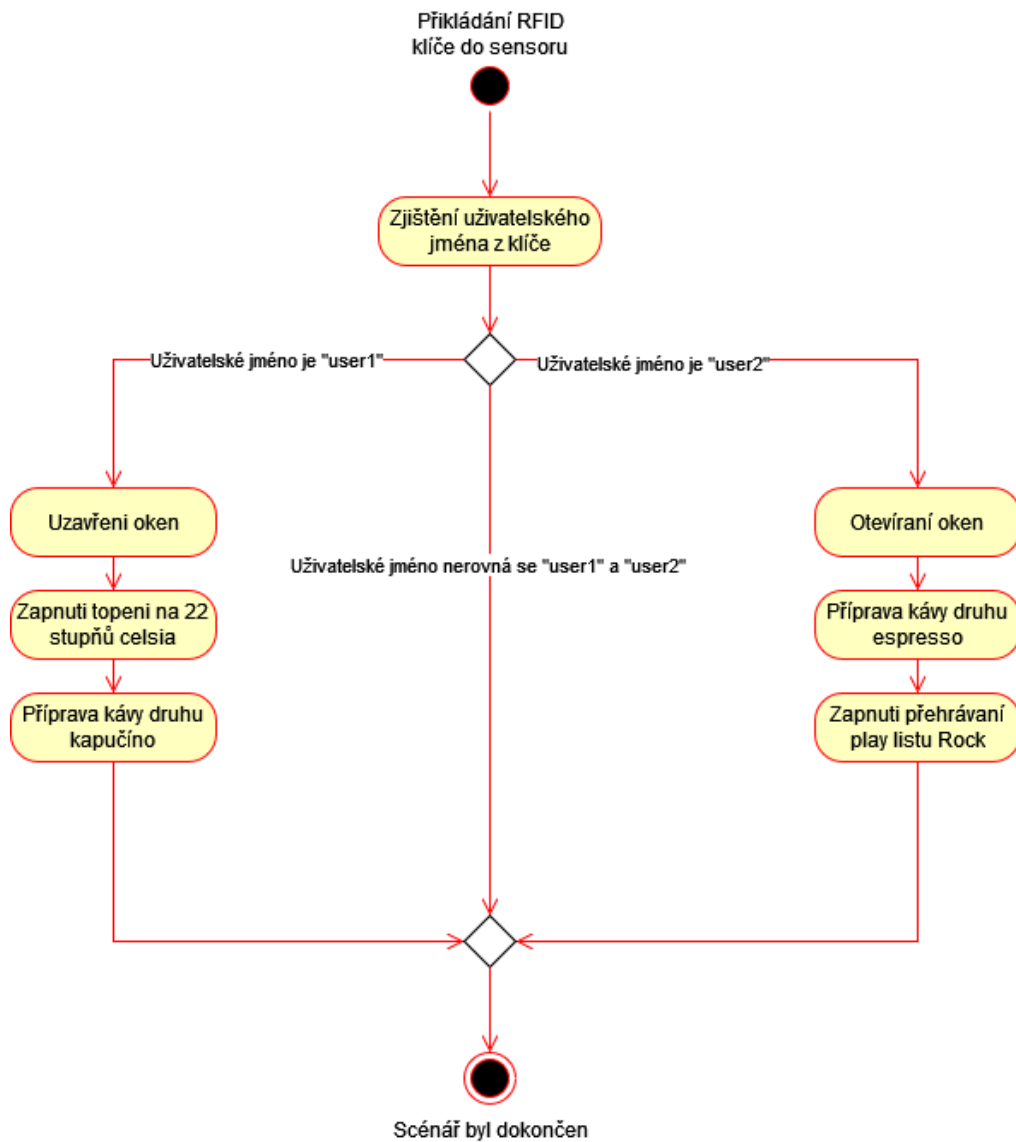 Přikládání RFID
klíče do sensoru
Zjištění uživatelského
jména z klíče
Uživatelské jméno je "user1"
Uživatelské jméno je "user2"
Uzavřeni oken
Otevíraní oken
Uživatelské jméno nerovná se "user1" a "user2"
Zapnuti topeni na 22
stupňů celsia
Příprava kávy druhu
espresso
Příprava kávy druhu
kapučíno
Zapnuti přehrávaní
play listu Rock
Scénář byl dokončen